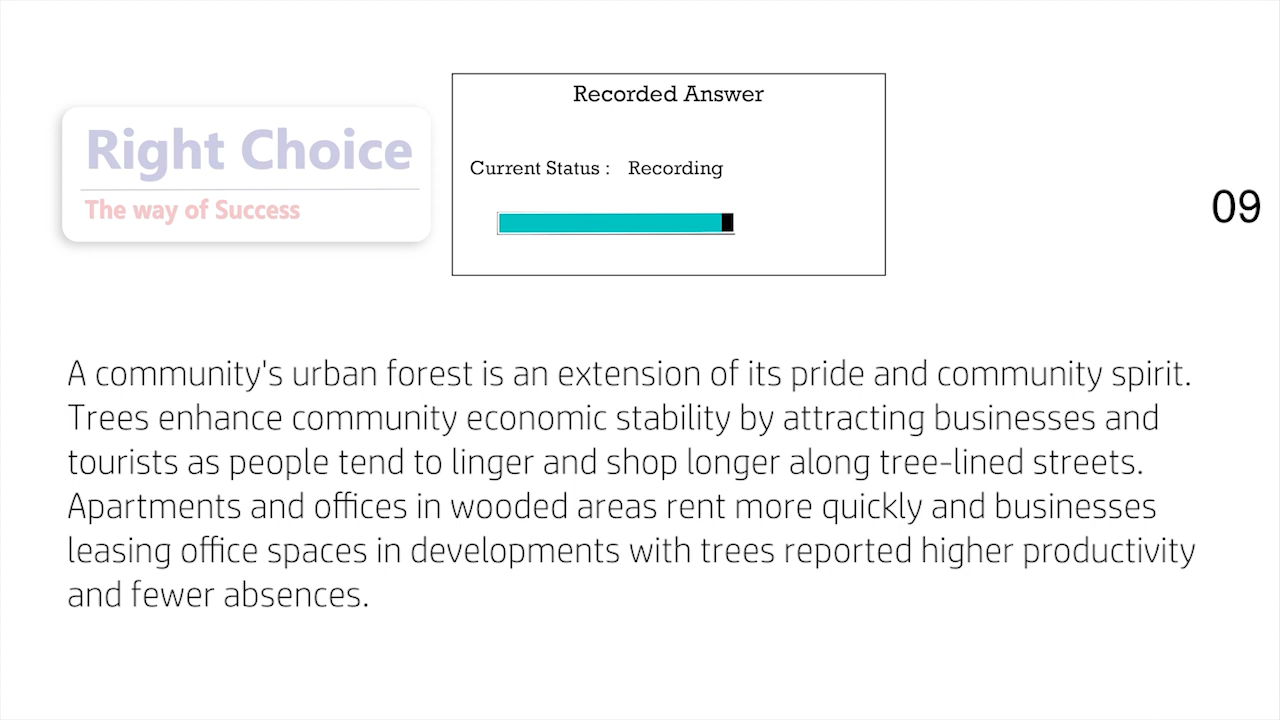 Recorded Answer
Right Choice
The way of Success
Current Status : Recording
09
A community's urban forest is an extension of its pride and community spirit.
Trees enhance community economic stability by attracting businesses and
tourists as people tend to linger and shop longer along tree-lined streets.
Apartments and offices in wooded areas rent more quickly and businesses
leasing office spaces in developments with trees reported higher productivity
and fewer absences.